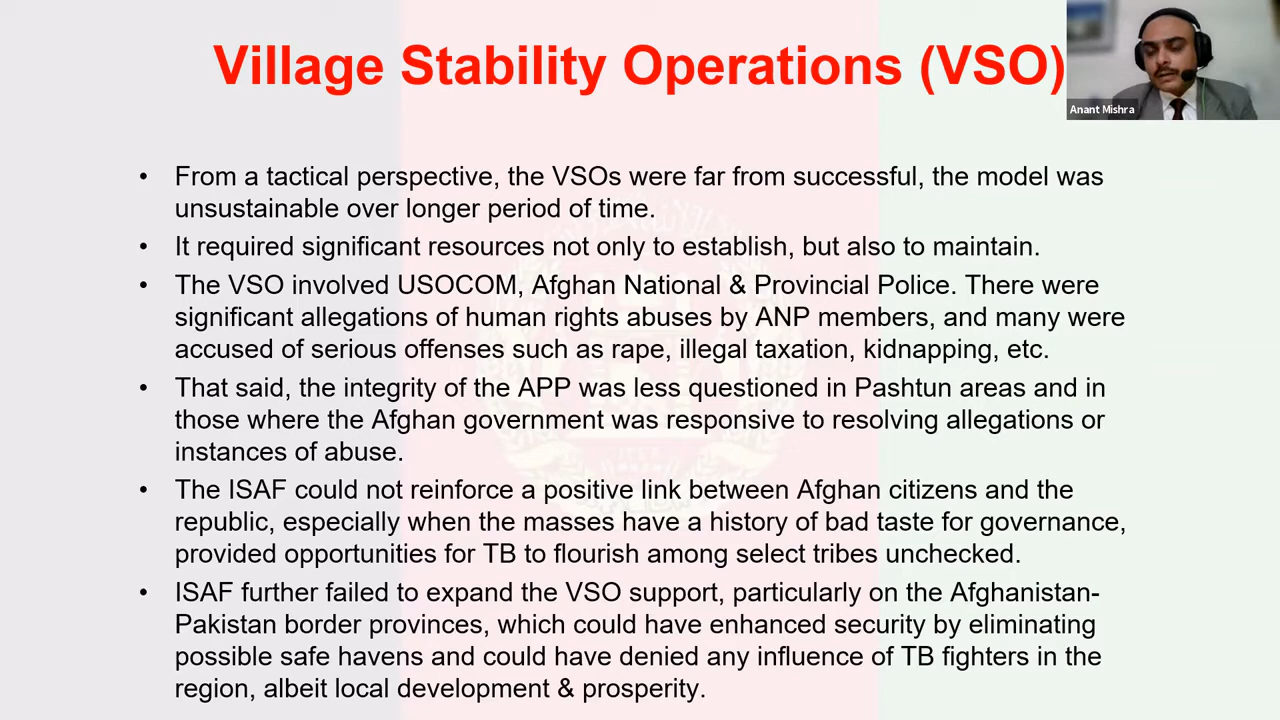 Village Stability Operations (VSO)
Anant Mishra
• From a tactical perspective, the VSOs were far from successful, the model was
unsustainable over longer period of time.
• It required significant resources not only to establish, but also to maintain.
• The VSO involved USOCOM, Afghan National & Provincial Police. There were
significant allegations of human rights abuses by ANP members, and many were
accused of serious offenses such as rape, illegal taxation, kidnapping, etc.
• That said, the integrity of the APP was less questioned in Pashtun areas and in
those where the Afghan government was responsive to resolving allegations or
instances of abuse.
• The ISAF could not reinforce a positive link between Afghan citizens and the
republic, especially when the masses have a history of bad taste for governance,
provided opportunities for TB to flourish among select tribes unchecked.
• ISAF further failed to expand the VSO support, particularly on the Afghanistan-
Pakistan border provinces, which could have enhanced security by eliminating
possible safe havens and could have denied any influence of TB fighters in the
region, albeit local development & prosperity.